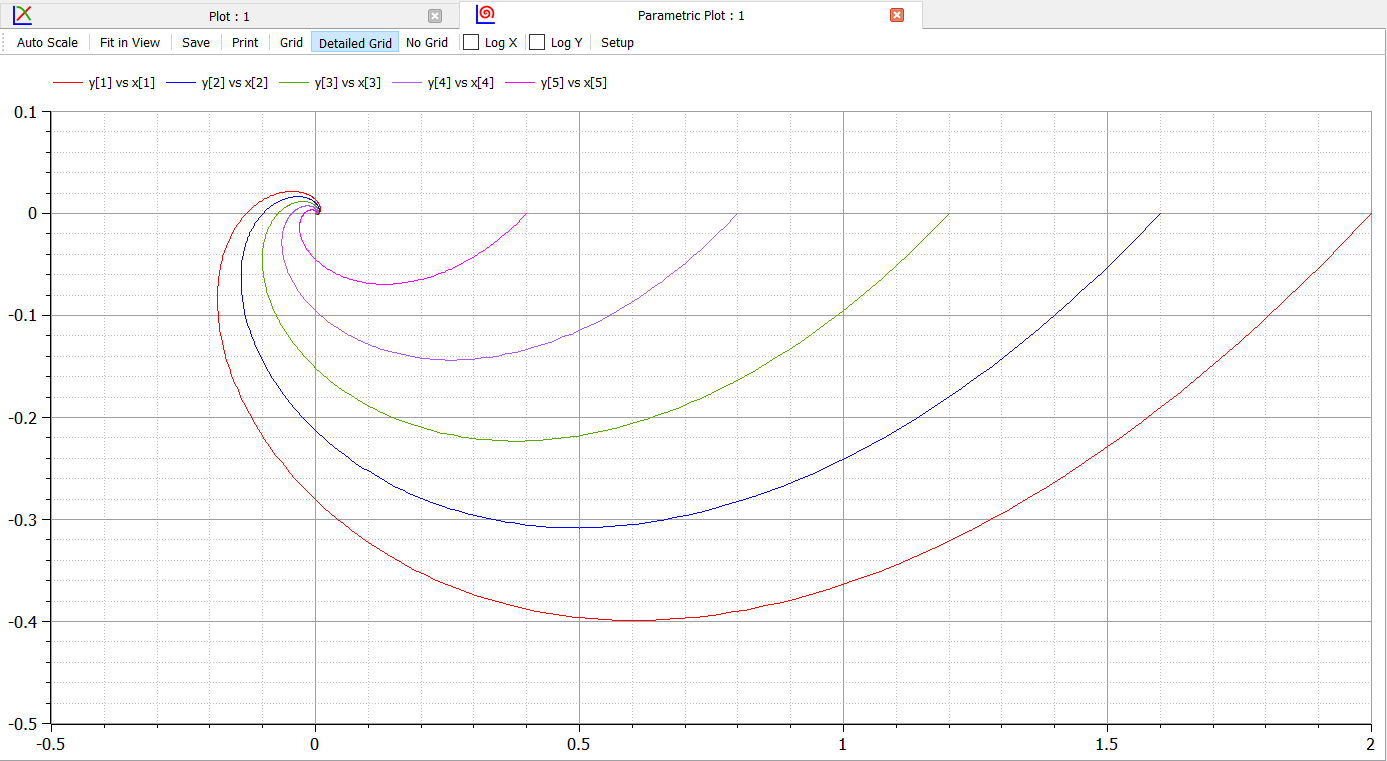 Plot : 1 Parametric Plot : 1
Auto Scale Fit in View Save Print Grid Detailed Grid No Grid Log X Log Y Setup
y[1] vs x[1] y[2] vs x[2] y[3] vs x[3] y[4] vs x[4] y[5] vs x[5]
0.1
0
-0.1
-0.2
-0.3
-0.4
-0.5
-0.5 0 0.5 1 1.5 2